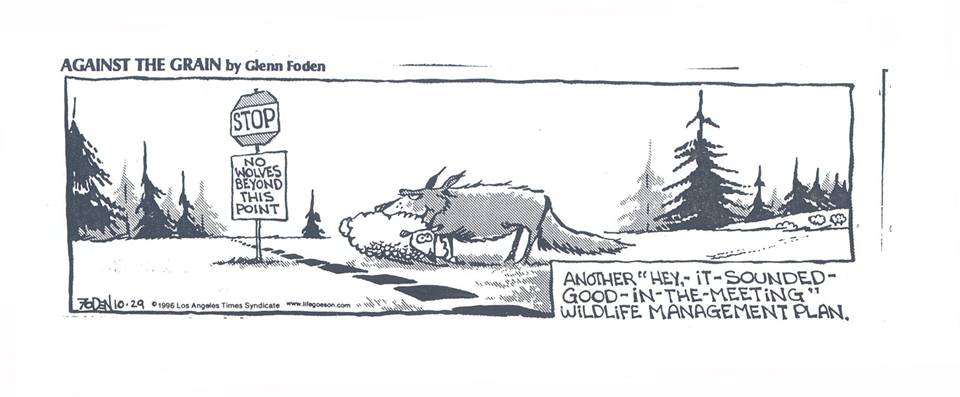 AGAINST THE GRAIN by Glenn Foden
STOP
NO
WOLVES
BEYOND
THIS
POINT
FODEN 10-29 ©1996 Los Angeles Times Syndicate www.lifegoeson.com
ANOTHER "HEY,-IT-SOUNDED-
GOOD-IN-THE-MEETING"
WILDLIFE MANAGEMENT PLAN.